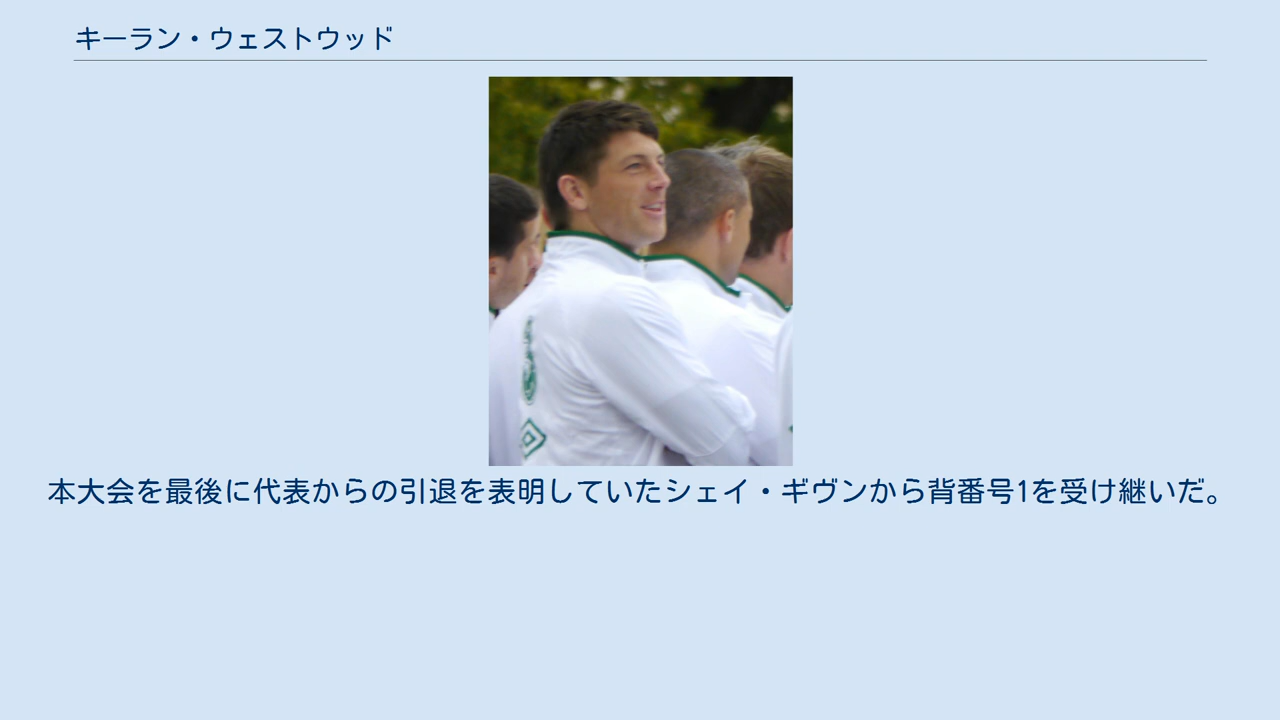 キーラン・ウェストウッド
本大会を最後に代表からの引退を表明していたシェイ・ギヴンから背番号1を受け継いだ。